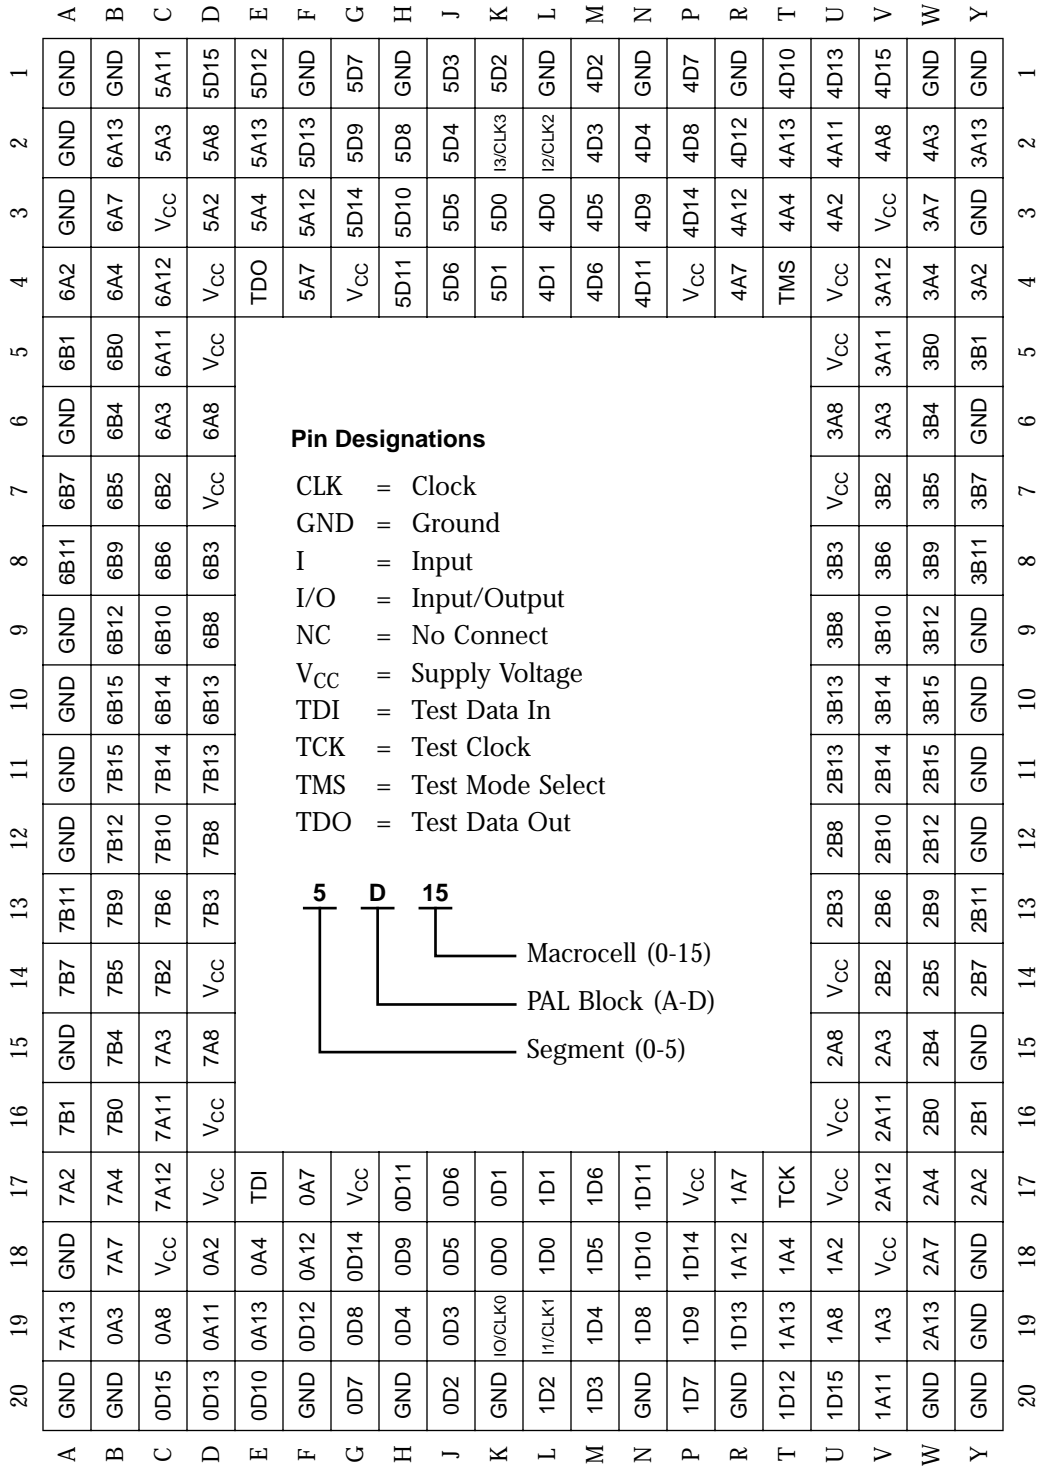 A B C D E F G H J K L M N P R T U V W Y
1 GND GND 5A11 5D15 5D12 GND 5D7 GND 5D3 5D2 GND 4D2 GND 4D7 GND 4D10 4D13 4D15 GND GND 1
2 GND 6A13 5A3 5A8 5A13 5D13 5D9 5D8 5D4 I3/CLK3 I2/CLK2 4D3 4D4 4D8 4D12 4A13 4A11 4A8 4A3 3A13 2
3 GND 6A7 VCC 5A2 5A4 5A12 5D14 5D10 5D5 5D0 4D0 4D5 4D9 4D14 4A12 4A4 4A2 VCC 3A7 GND 3
4 6A2 6A4 6A12 VCC TDO 5A7 VCC 5D11 5D6 5D1 4D1 4D6 4D11 VCC 4A7 TMS VCC 3A12 3A4 3A2 4
5 6B1 6B0 6A11 VCC VCC 3A11 3B0 3B1 5
6 GND 6B4 6A3 6A8 3A8 3A3 3B4 GND 6
7 6B7 6B5 6B2 VCC VCC 3B2 3B5 3B7 7
8 6B11 6B9 6B6 6B3 3B3 3B6 3B9 3B11 8
9 GND 6B12 6B10 6B8 3B8 3B10 3B12 GND 9
10 GND 6B15 6B14 6B13 3B13 3B14 3B15 GND 10
11 GND 7B15 7B14 7B13 2B13 2B14 2B15 GND 11
12 GND 7B12 7B10 7B8 2B8 2B10 2B12 GND 12
13 7B11 7B9 7B6 7B3 2B3 2B6 2B9 2B11 13
14 7B7 7B5 7B2 VCC VCC 2B2 2B5 2B7 14
15 GND 7B4 7A3 7A8 2A8 2A3 2B4 GND 15
16 7B1 7B0 7A11 VCC VCC 2A11 2B0 2B1 16
17 7A2 7A4 7A12 VCC TDI 0A7 VCC 0D11 0D6 0D1 1D1 1D6 1D11 VCC 1A7 TCK VCC 2A12 2A4 2A2 17
18 GND 7A7 VCC 0A2 0A4 0A12 0D14 0D9 0D5 0D0 1D0 1D5 1D10 1D14 1A12 1A4 1A2 VCC 2A7 GND 18
19 7A13 0A3 0A8 0A11 0A13 0D12 0D8 0D4 0D3 IO/CLK0 I1/CLK1 1D4 1D8 1D9 1D13 1A13 1A8 1A3 2A13 GND 19
20 GND GND 0D15 0D13 0D10 GND 0D7 GND 0D2 GND 1D2 1D3 GND 1D7 GND 1D12 1D15 1A11 GND GND 20
A B C D E F G H J K L M N P R T U V W Y
Pin Designations
CLK = Clock
GND = Ground
I = Input
I/O = Input/Output
NC = No Connect
VCC = Supply Voltage
TDI = Test Data In
TCK = Test Clock
TMS = Test Mode Select
TDO = Test Data Out
5 D 15
Macrocell (0-15)
PAL Block (A-D)
Segment (0-5)